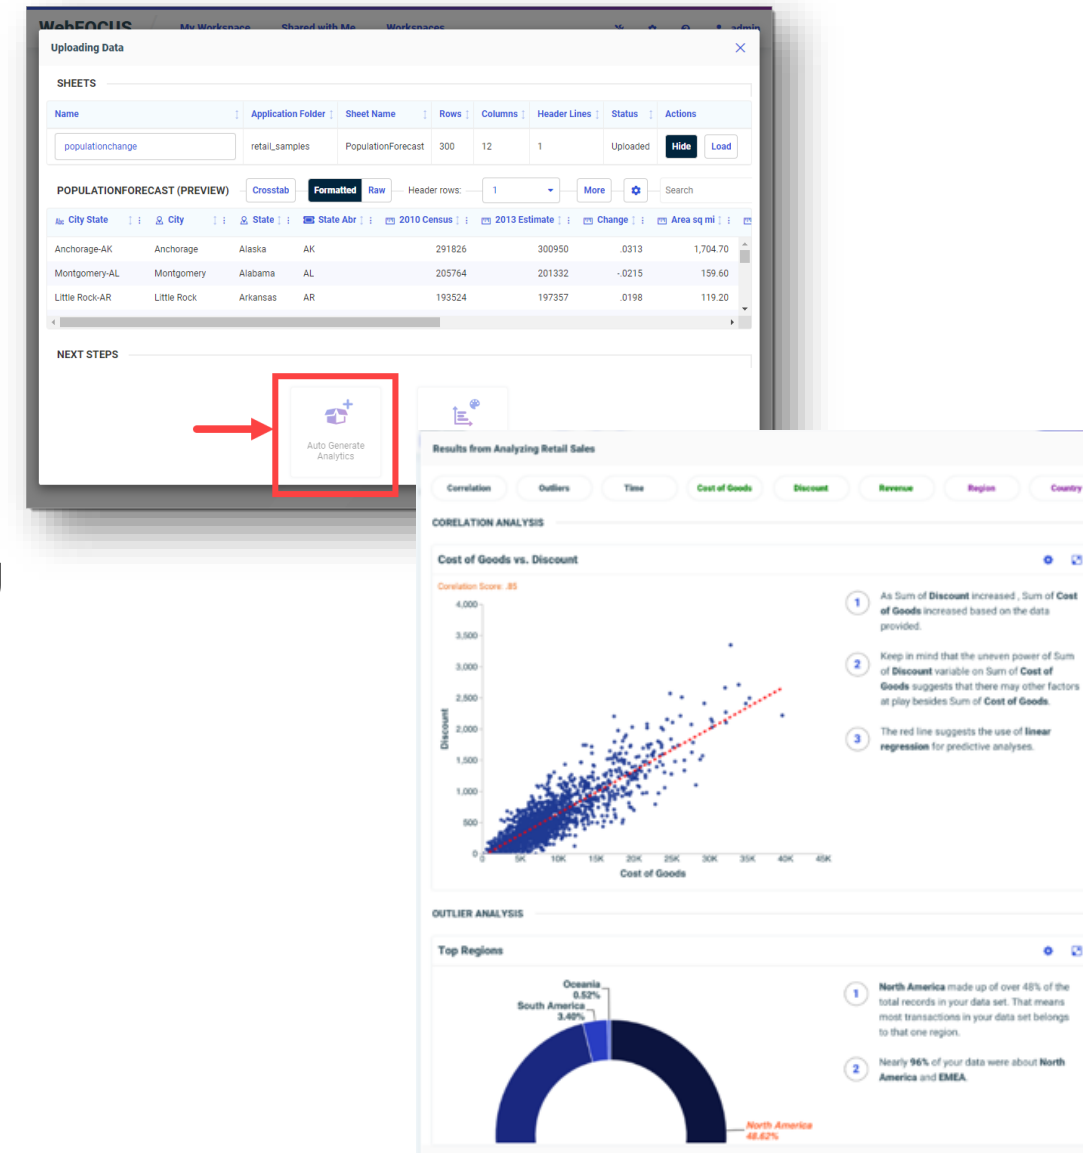 WebFOCUS My Workspace Shared with Me Workspaces admin
Uploading Data
SHEETS
Name Application Folder Sheet Name Rows Columns Header Lines Status Actions
populationchange retail_samples PopulationForecast 300 12 1 Uploaded Hide Load
POPULATIONFORECAST (PREVIEW) Crosstab Formatted Raw Header rows: 1 More Search
City State City State State Abr 2010 Census 2013 Estimate Change Area sq mi
Anchorage-AK Anchorage Alaska AK 291826 300950 .0313 1,704.70
Montgomery-AL Montgomery Alabama AL 205764 201332 -.0215 159.60
Little Rock-AR Little Rock Arkansas AR 193524 197357 .0198 119.20
NEXT STEPS
Auto Generate
Analytics
Results from Analyzing Retail Sales
Correlation Outliers Time Cost of Goods Discount Revenue Region Country
CORELATION ANALYSIS
Cost of Goods vs. Discount
Corelation Score: .85
4,000
3,500
3,000
2,500
2,000
1,500
1,000
500
0
Discount
0 5K 10K 15K 20K 25K 30K 35K 40K 45K
Cost of Goods
1 As Sum of Discount increased , Sum of Cost
of Goods increased based on the data
provided.
2 Keep in mind that the uneven power of Sum
of Discount variable on Sum of Cost of
Goods suggests that there may other factors
at play besides Sum of Cost of Goods.
3 The red line suggests the use of linear
regression for predictive analyses.
OUTLIER ANALYSIS
Top Regions
Oceania
0.52%
South America
3.40%
North America
48.62%
1 North America made up of over 48% of the
total records in your data set. That means
most transactions in your data set belongs
to that one region.
2 Nearly 96% of your data were about North
America and EMEA.